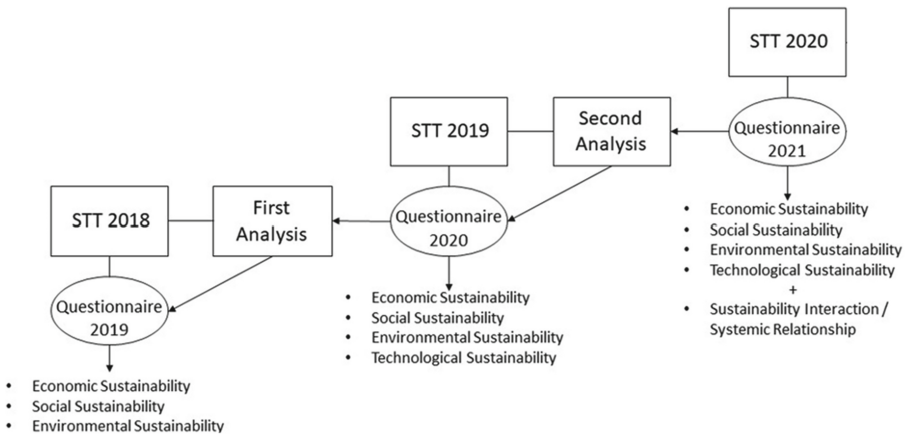 STT 2018
Questionnaire
2019
• Economic Sustainability
• Social Sustainability
• Environmental Sustainability
First
Analysis
STT 2019
Questionnaire
2020
• Economic Sustainability
• Social Sustainability
• Environmental Sustainability
• Technological Sustainability
Second
Analysis
STT 2020
Questionnaire
2021
• Economic Sustainability
• Social Sustainability
• Environmental Sustainability
• Technological Sustainability
+
• Sustainability Interaction /
Systemic Relationship